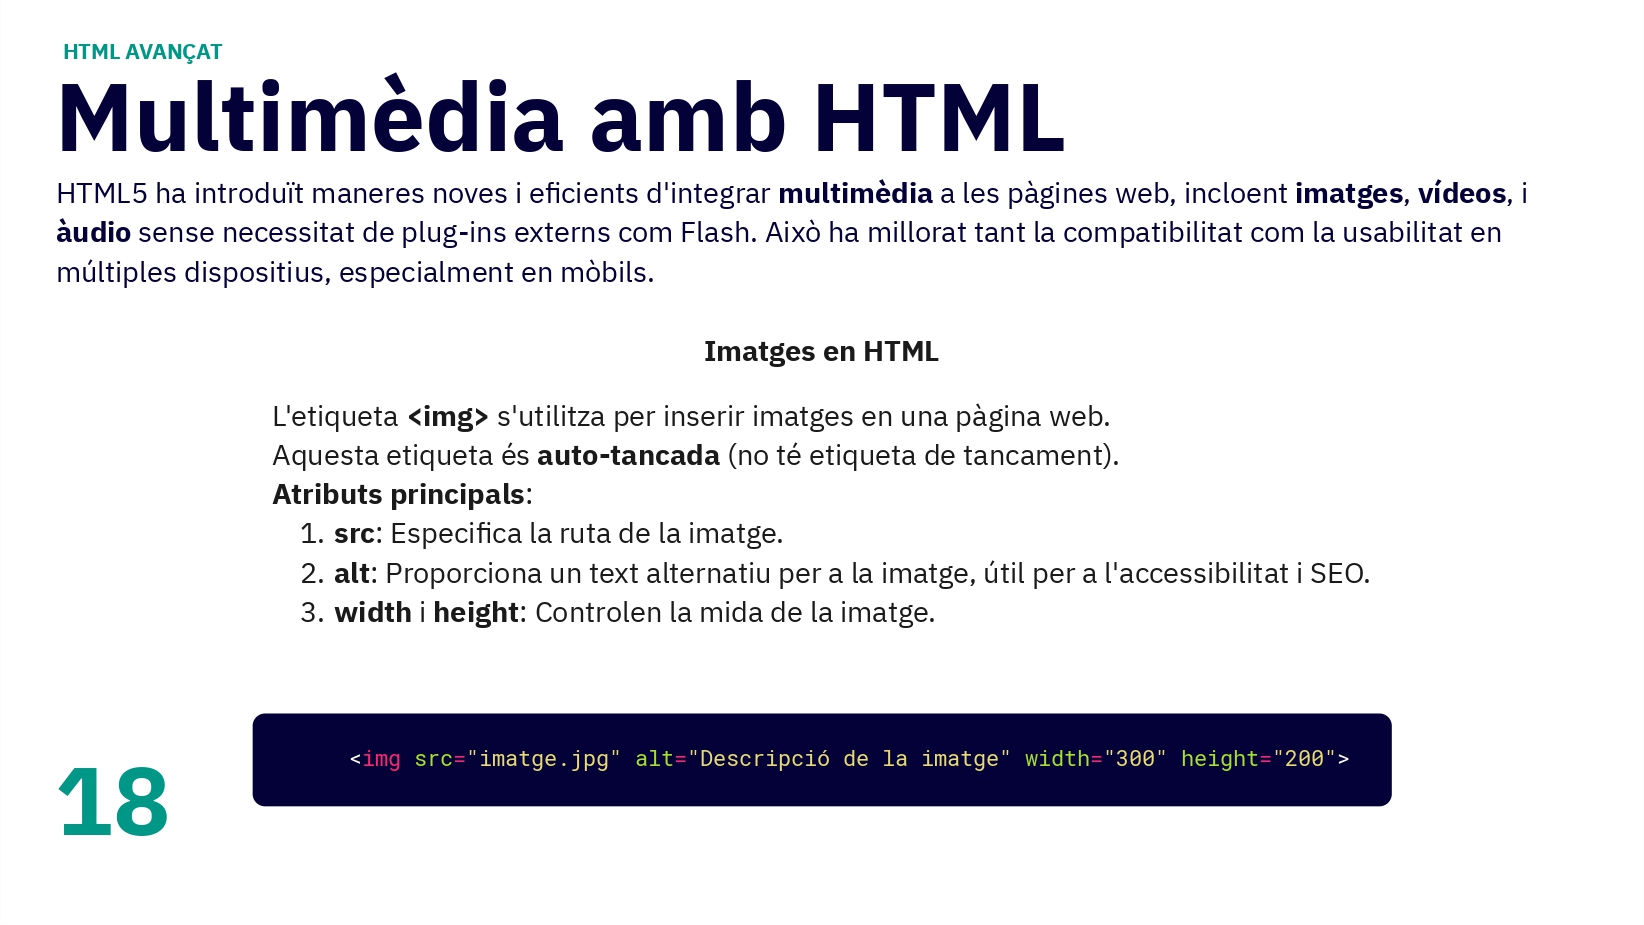 HTML AVANÇAT
Multimèdia amb HTML
HTML5 ha introduït maneres noves i eficients d'integrar multimèdia a les pàgines web, incloent imatges, vídeos, i
àudio sense necessitat de plug-ins externs com Flash. Això ha millorat tant la compatibilitat com la usabilitat en
múltiples dispositius, especialment en mòbils.
Imatges en HTML
L'etiqueta <img> s'utilitza per inserir imatges en una pàgina web.
Aquesta etiqueta és auto-tancada (no té etiqueta de tancament).
Atributs principals:
1. src: Especifica la ruta de la imatge.
2. alt: Proporciona un text alternatiu per a la imatge, útil per a l'accessibilitat i SEO.
3. width i height: Controlen la mida de la imatge.
<img src="imatge.jpg" alt="Descripció de la imatge" width="300" height="200">
18